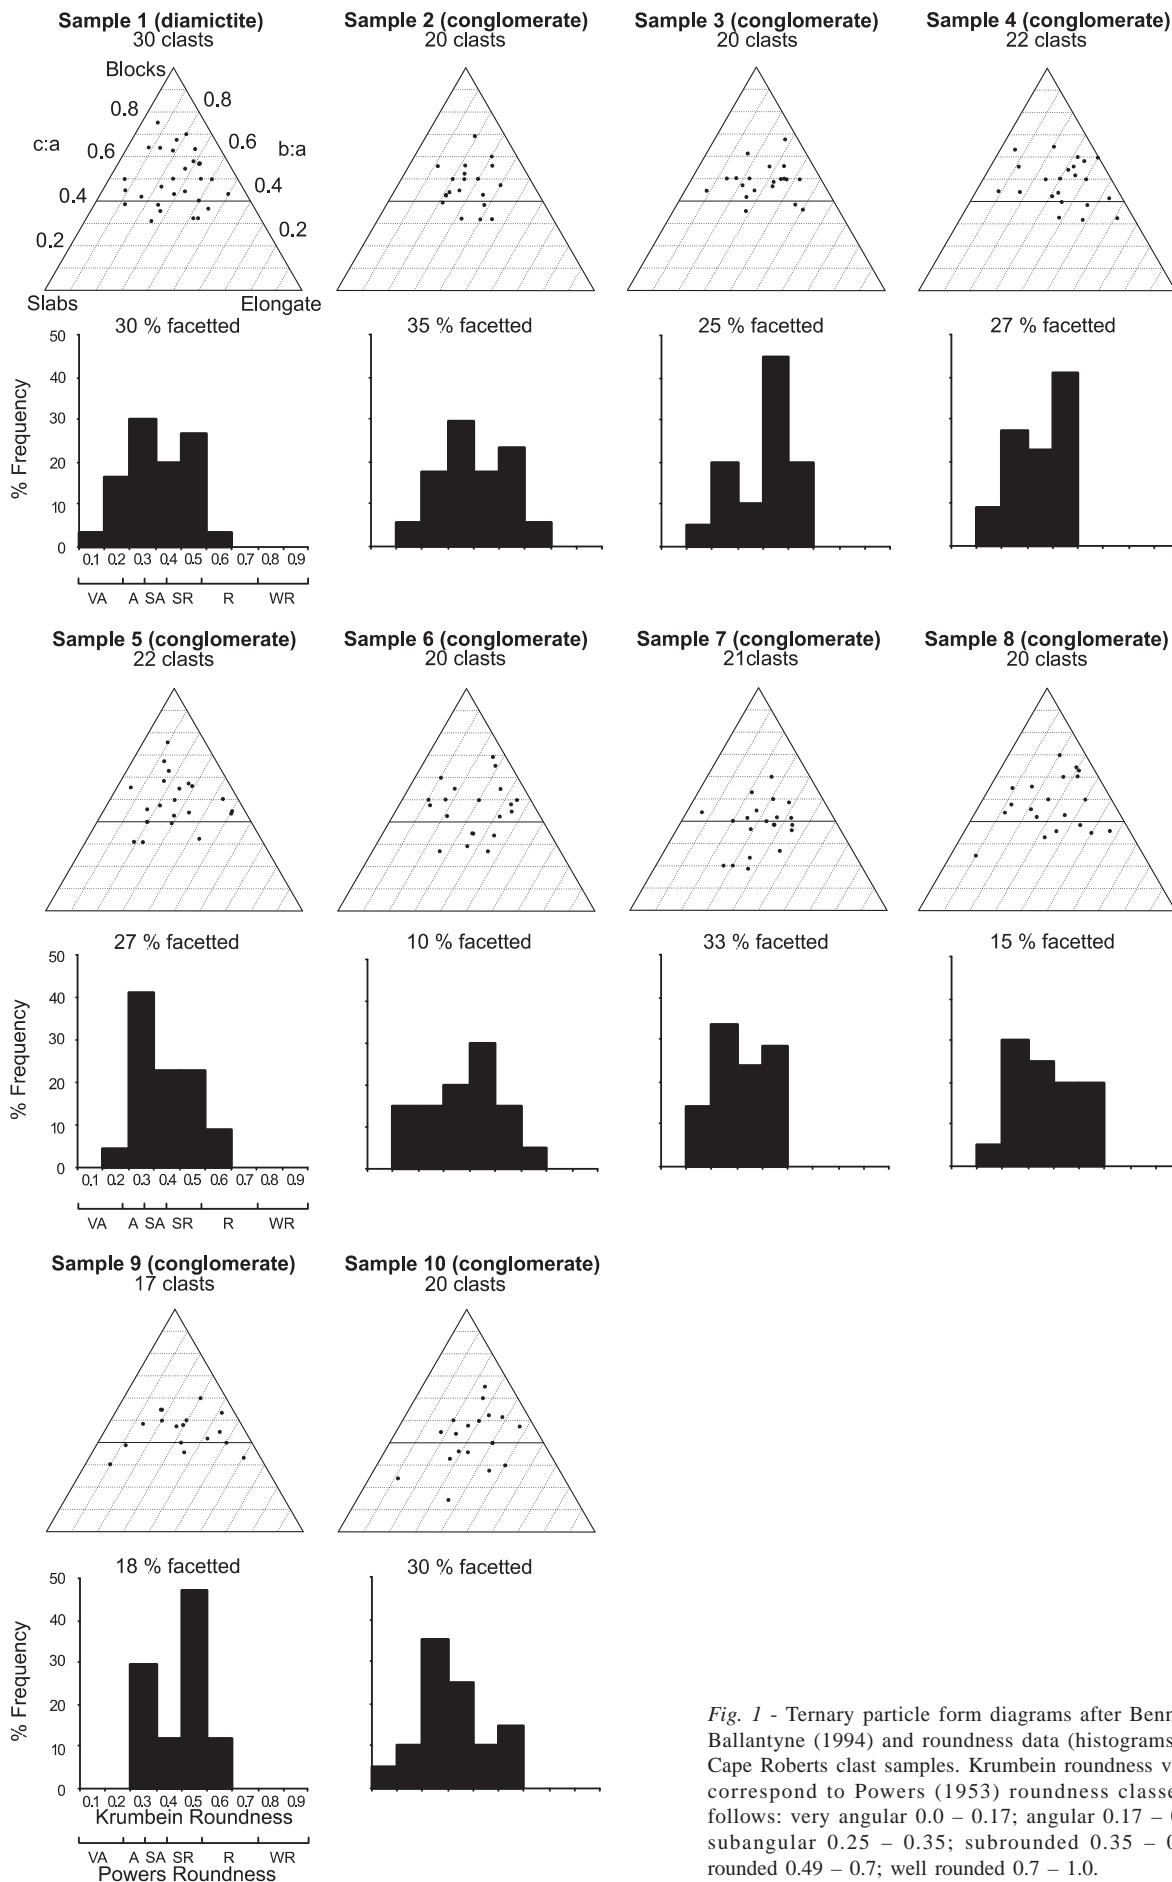 Sample 1 (diamictite)
30 clasts
Sample 2 (conglomerate)
20 clasts
Sample 3 (conglomerate)
20 clasts
Sample 4 (conglomerate)
22 clasts
Blocks
0.8
0.8
c:a
0.6
0.6
b:a
0.4
0.4
0.2
0.2
Slabs
Elongate
30 % facetted
35 % facetted
25 % facetted
27 % facetted
% Frequency
50
40
30
20
10
0
0.1 0.2 0.3 0.4 0.5 0.6 0.7 0.8 0.9
VA A SA SR R WR
Sample 5 (conglomerate)
22 clasts
Sample 6 (conglomerate)
20 clasts
Sample 7 (conglomerate)
21clasts
Sample 8 (conglomerate)
20 clasts
27 % facetted
10 % facetted
33 % facetted
15 % facetted
% Frequency
50
40
30
20
10
0
0.1 0.2 0.3 0.4 0.5 0.6 0.7 0.8 0.9
VA A SA SR R WR
Sample 9 (conglomerate)
17 clasts
Sample 10 (conglomerate)
20 clasts
18 % facetted
30 % facetted
% Frequency
50
40
30
20
10
0
0.1 0.2 0.3 0.4 0.5 0.6 0.7 0.8 0.9
Krumbein Roundness
VA A SA SR R WR
Powers Roundness
Fig. 1 - Ternary particle form diagrams after Benn
Ballantyne (1994) and roundness data (histograms
Cape Roberts clast samples. Krumbein roundness v
correspond to Powers (1953) roundness classe
follows: very angular 0.0 – 0.17; angular 0.17 – 0
subangular 0.25 – 0.35; subrounded 0.35 – 0
rounded 0.49 – 0.7; well rounded 0.7 – 1.0.